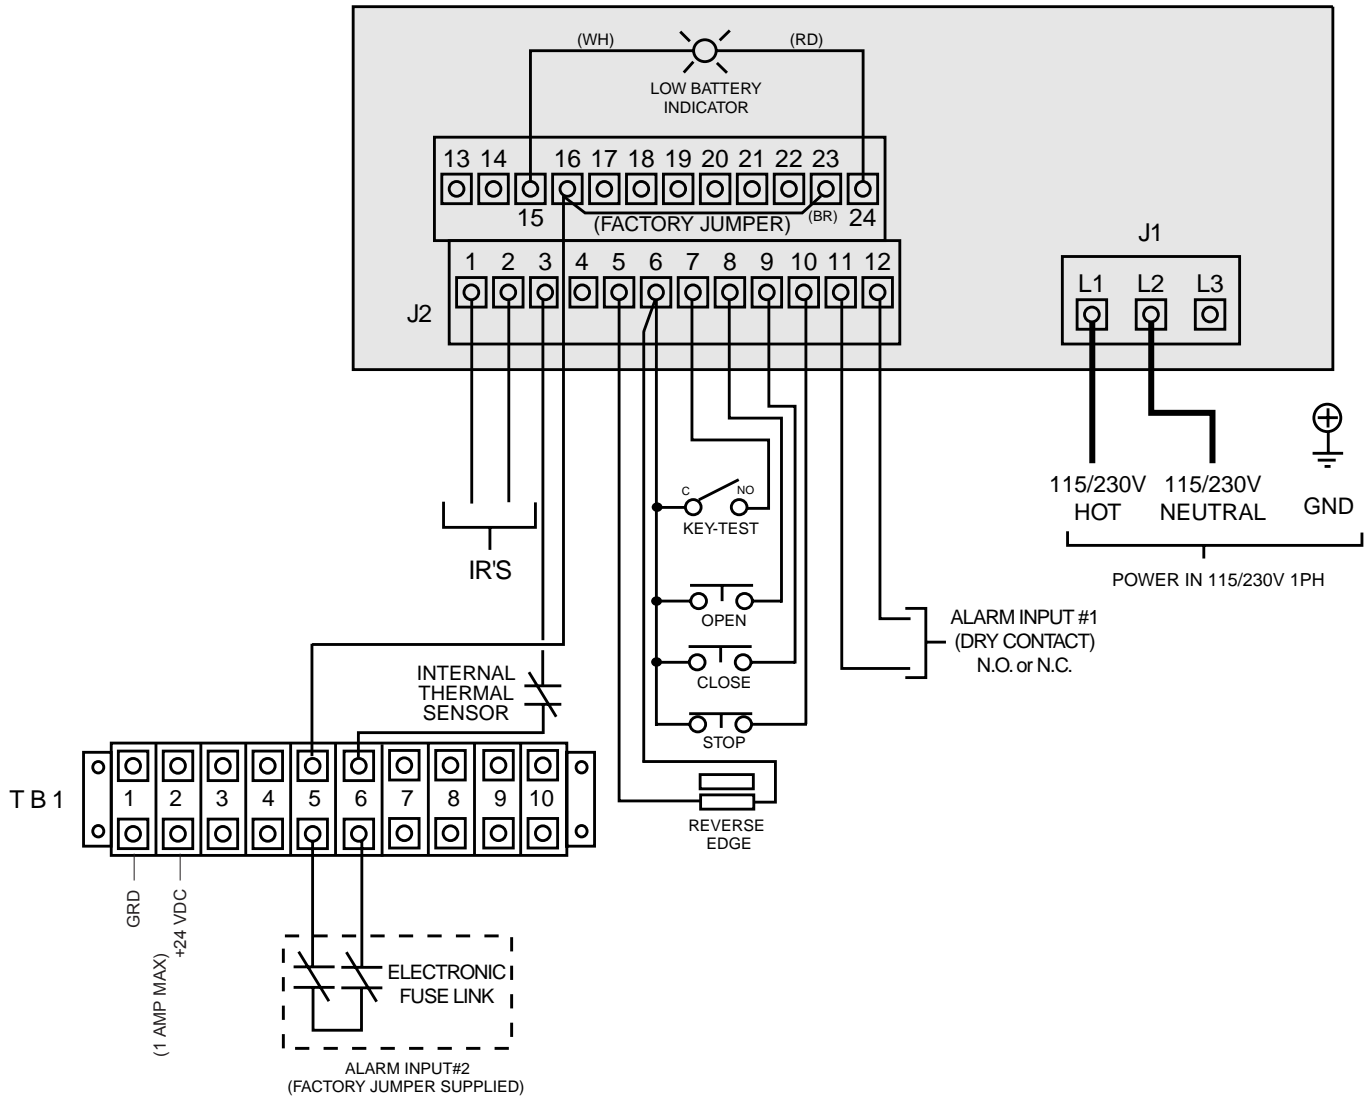 (WH)
(RD)
LOW BATTERY
INDICATOR
13 14 16 17 18 19 20 21 22 23
15 (FACTORY JUMPER) (BR) 24
J1
1 2 3 4 5 6 7 8 9 10 11 12
L1 L2 L3
J2
115/230V
HOT
115/230V
NEUTRAL
GND
POWER IN 115/230V 1PH
C NO
KEY-TEST
IR'S
OPEN
ALARM INPUT #1
(DRY CONTACT)
N.O. or N.C.
CLOSE
INTERNAL
THERMAL
SENSOR
STOP
TB1
1 2 3 4 5 6 7 8 9 10
REVERSE
EDGE
GRD
+24 VDC
(1 AMP MAX)
ELECTRONIC
FUSE LINK
ALARM INPUT#2
(FACTORY JUMPER SUPPLIED)